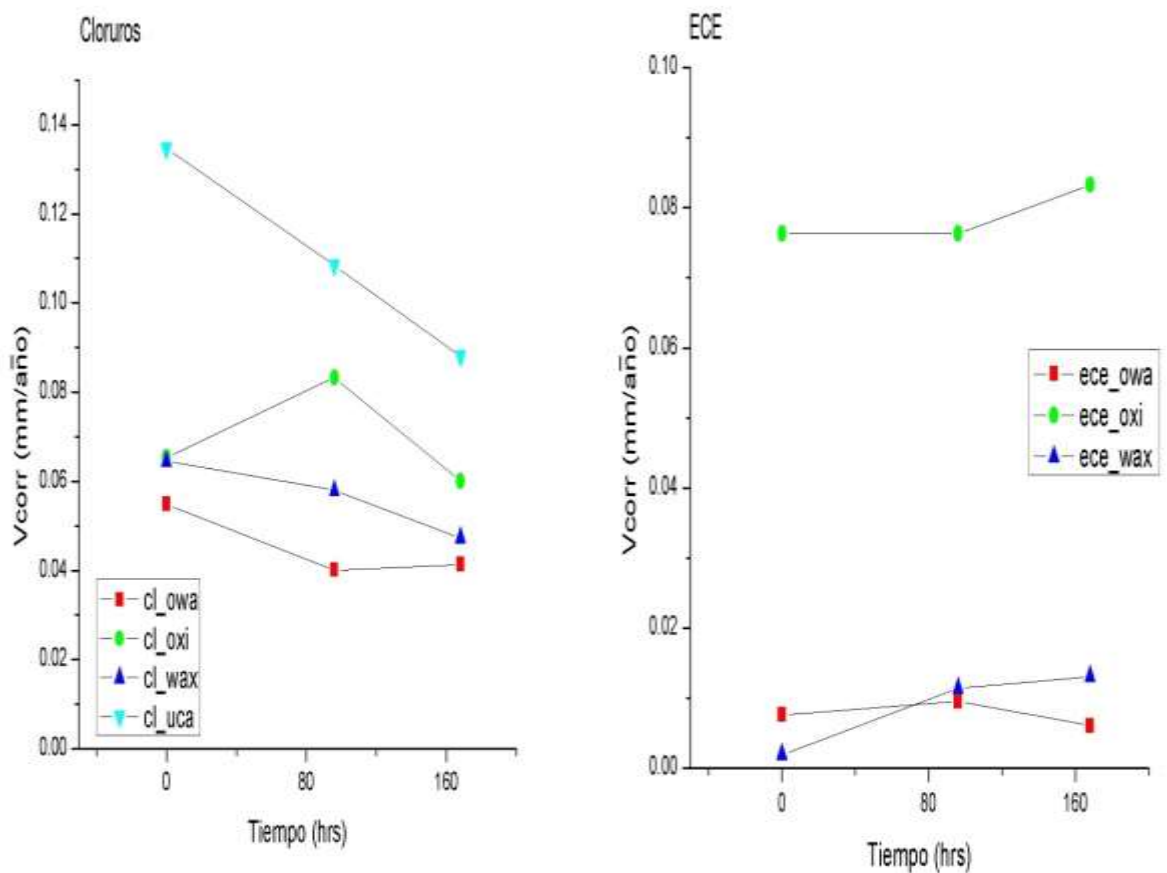 Cloruros
0.14
0.12
0.10
0.08
0.06
0.04
0.02
0.00
Vcorr (mm/año)
cl_owa
cl_oxi
cl_wax
cl_uca
0 80 160
Tiempo (hrs)
ECE
0.10
0.08
0.06
0.04
0.02
0.00
Vcorr (mm/año)
ece_owa
ece_oxi
ece_wax
0 80 160
Tiempo (hrs)